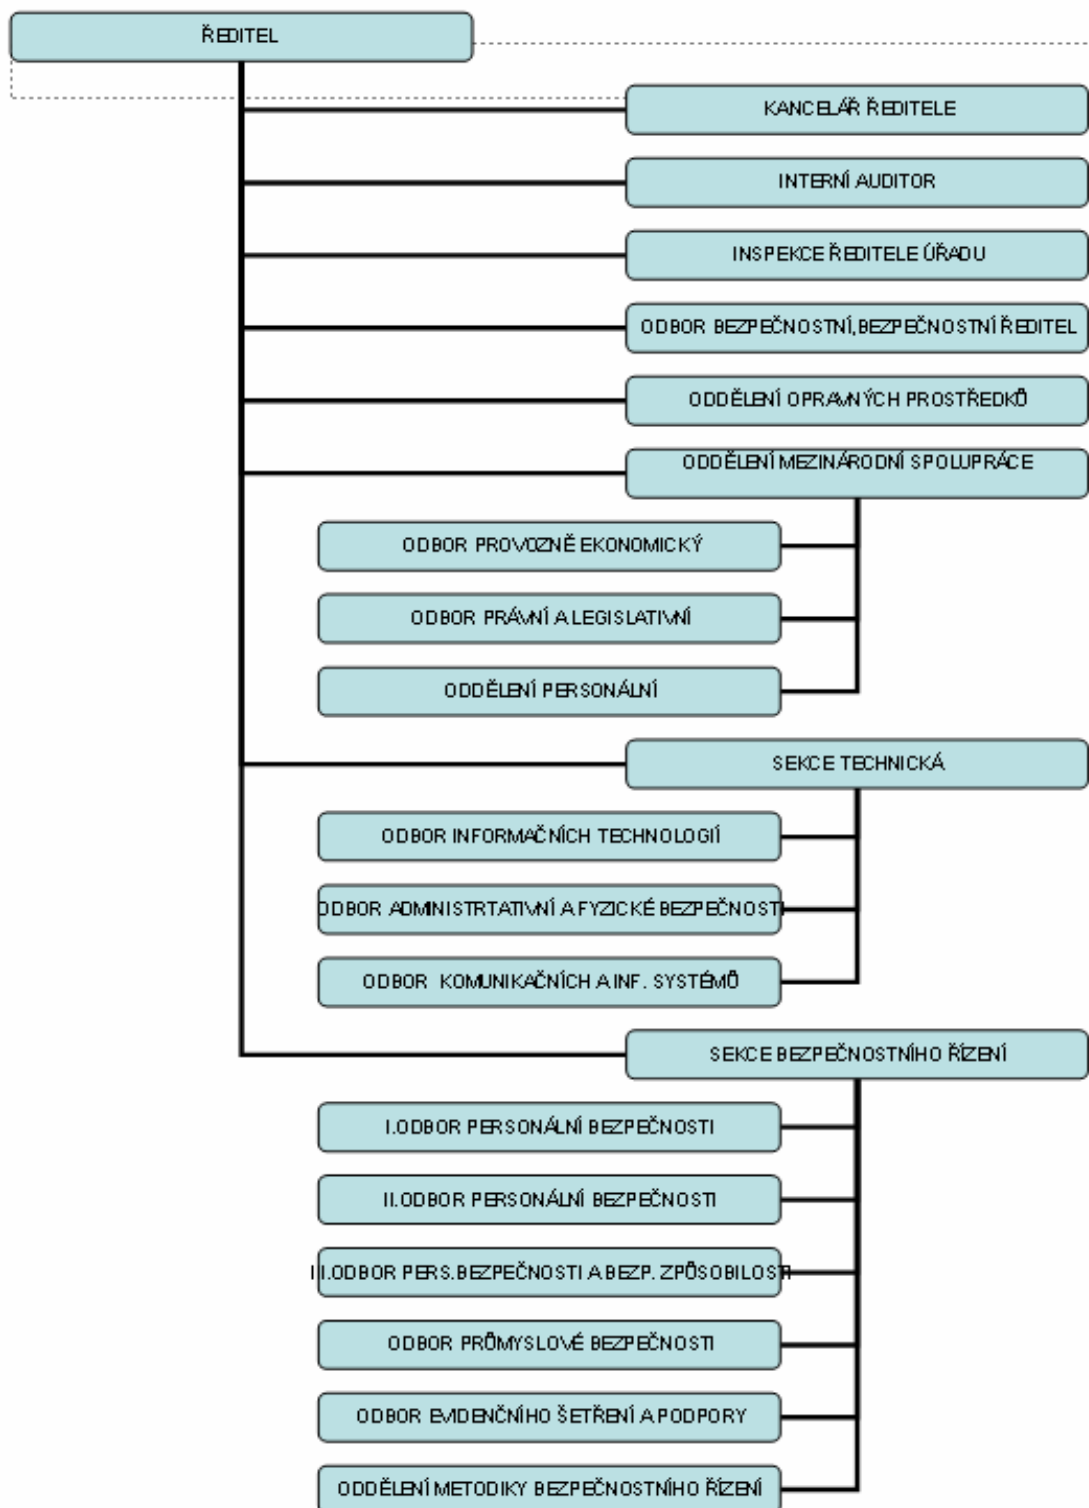 ŘEDITEL
KANCELÁŘ ŘEDITELE
INTERNÍ AUDITOR
INSPEKCE ŘEDITELE ÚŘADU
ODBOR BEZPEČNOSTNÍ,BEZPEČNOSTNÍ ŘEDITEL
ODDĚLENÍ OPRAVNÝCH PROSTŘEDKŮ
ODDĚLENÍ MEZINÁRODNÍ SPOLUPRÁCE
ODBOR PROVOZNĚ EKONOMICKÝ
ODBOR PRÁVNÍ A LEGISLATIVNÍ
ODDĚLENÍ PERSONÁLNÍ
SEKCE TECHNICKÁ
ODBOR INFORMAČNÍCH TECHNOLOGIÍ
ODBOR ADMINISTRTATIVNÍ A FYZICKÉ BEZPEČNOSTI
ODBOR KOMUNIKAČNÍCH A INF. SYSTÉMŮ
SEKCE BEZPEČNOSTNÍHO ŘÍZENÍ
I.ODBOR PERSONÁLNÍ BEZPEČNOSTI
II.ODBOR PERSONÁLNÍ BEZPEČNOSTI
III.ODBOR PERS.BEZPEČNOSTI A BEZP. ZPŮSOBILOSTI
ODBOR PRŮMYSLOVÉ BEZPEČNOSTI
ODBOR EVIDENČNÍHO ŠETŘENÍ A PODPORY
ODDĚLENÍ METODIKY BEZPEČNOSTNÍHO ŘÍZENÍ